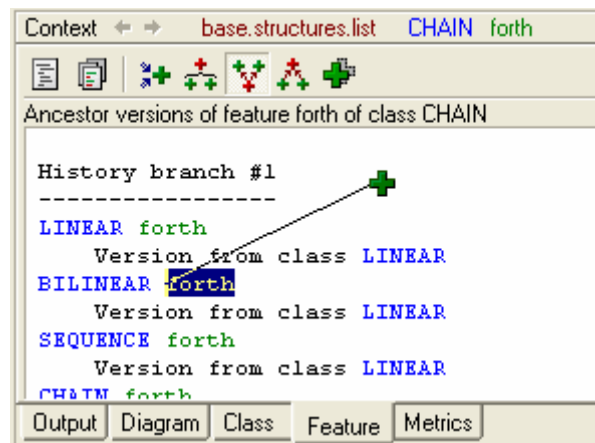 Context base.structures.list CHAIN forth
Ancestor versions of feature forth of class CHAIN
History branch #1
-----------------
LINEAR forth
Version from class LINEAR
BILINEAR forth
Version from class LINEAR
SEQUENCE forth
Version from class LINEAR
CHAIN forth
Output Diagram Class Feature Metrics